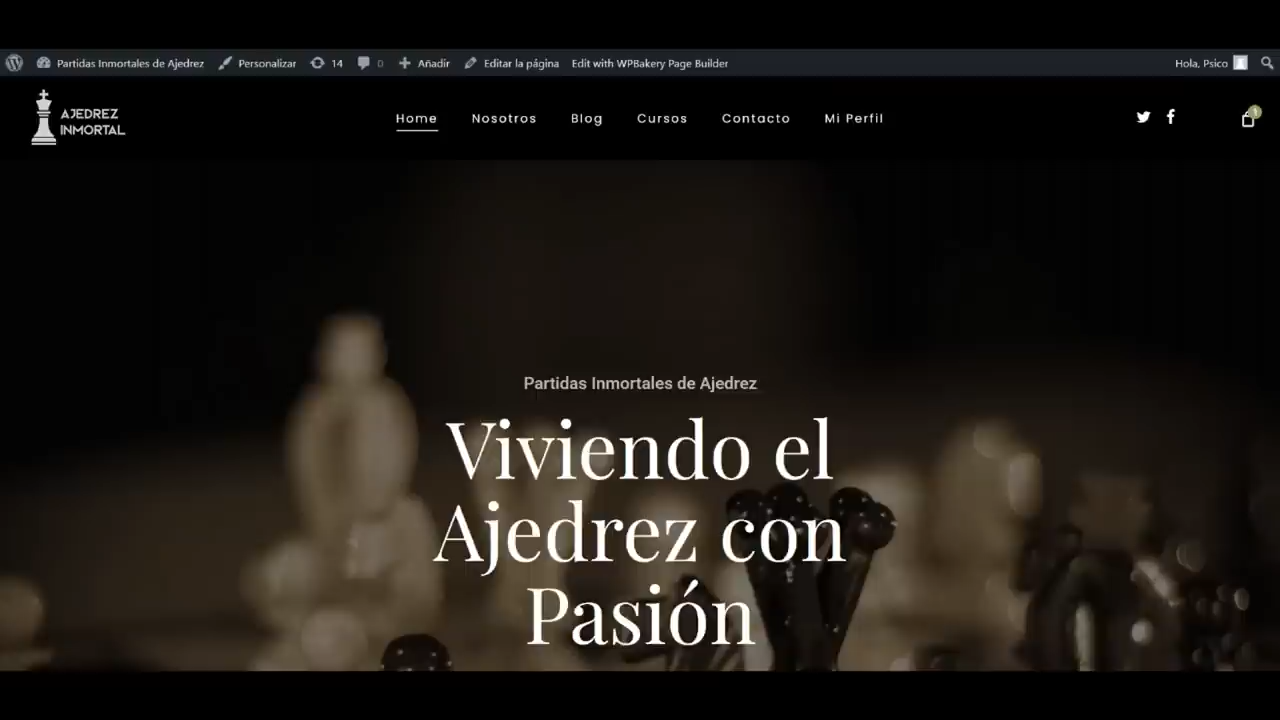 Partidas Inmortales de Ajedrez Personalizar 14 0 Añadir Editar la página Edit with WPBakery Page Builder Hola, Psico
AJEDREZ
INMORTAL
Home Nosotros Blog Cursos Contacto Mi Perfil
1
Partidas Inmortales de Ajedrez
Viviendo el
Ajedrez con
Pasión